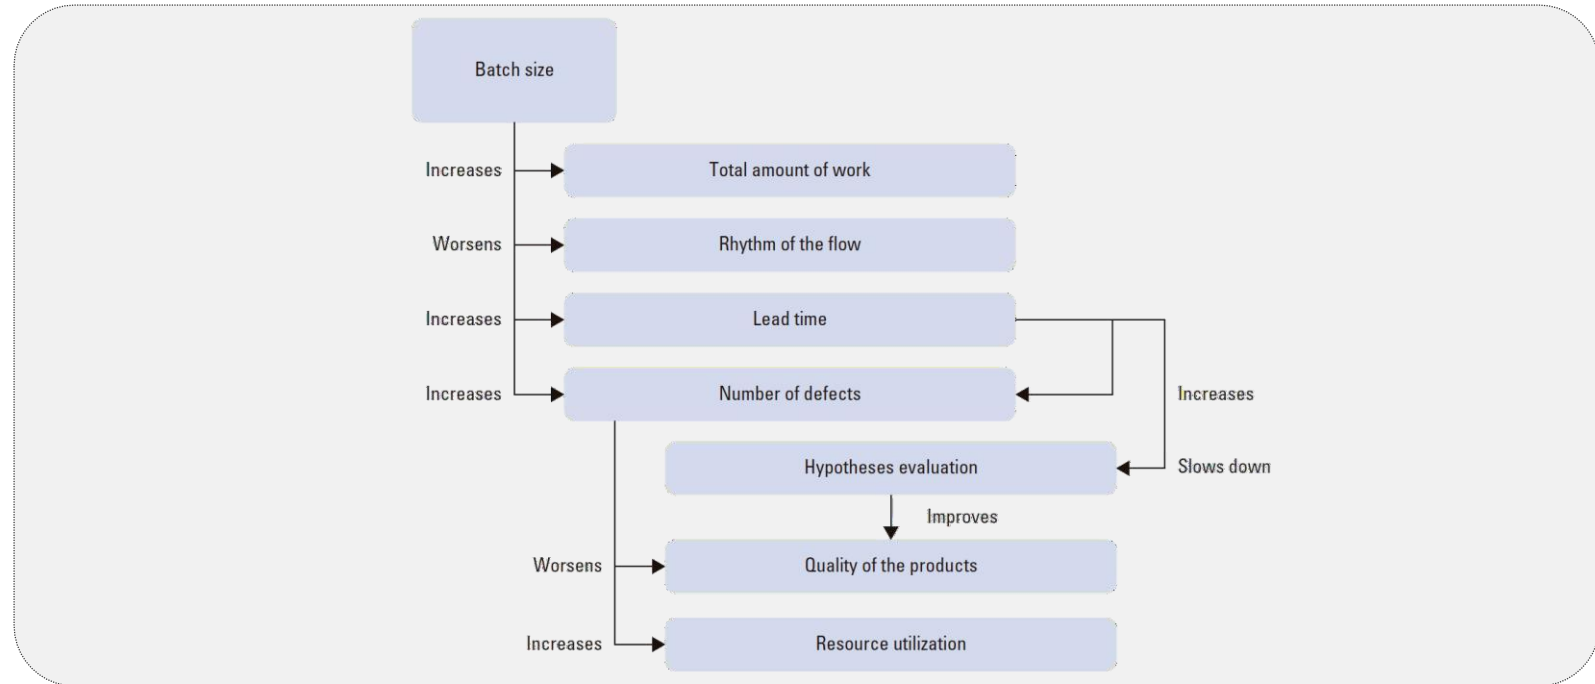 Batch size
Increases
Total amount of work
Worsens
Rhythm of the flow
Increases
Lead time
Increases
Number of defects
Increases
Hypotheses evaluation
Slows down
Improves
Worsens
Quality of the products
Increases
Resource utilization